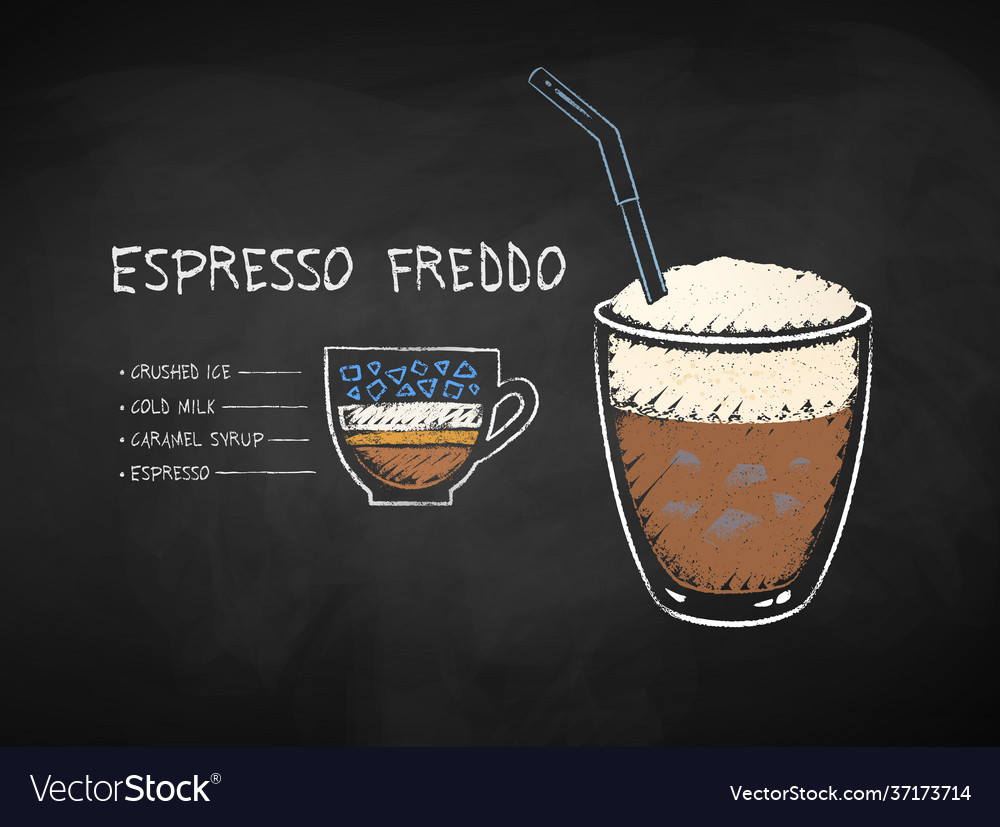 ESPRESSO FREDDO
• CRUSHED ICE
• COLD MILK
• CARAMEL SYRUP
• ESPRESSO
VectorStock®
VectorStock.com/37173714